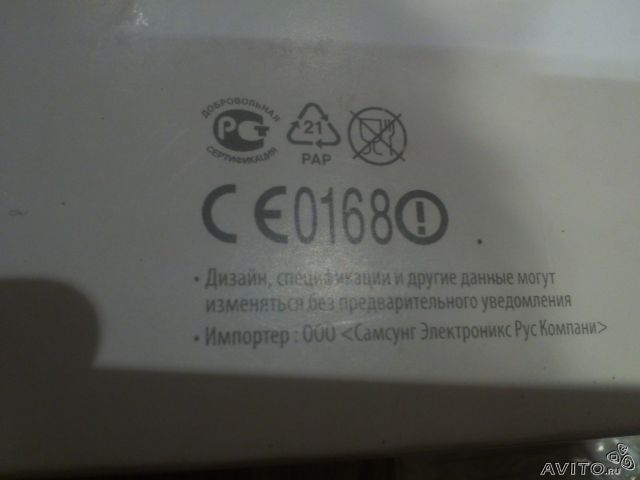 ДОБРОВОЛЬНАЯ
РСТ
СЕРТИФИКАЦИЯ
21
PAP
CE0168
• Дизайн, спецификации и другие данные могут
изменяться без предварительного уведомления
• Импортер : ООО <Самсунг Электроникс Рус Компани>
AVITO.RU